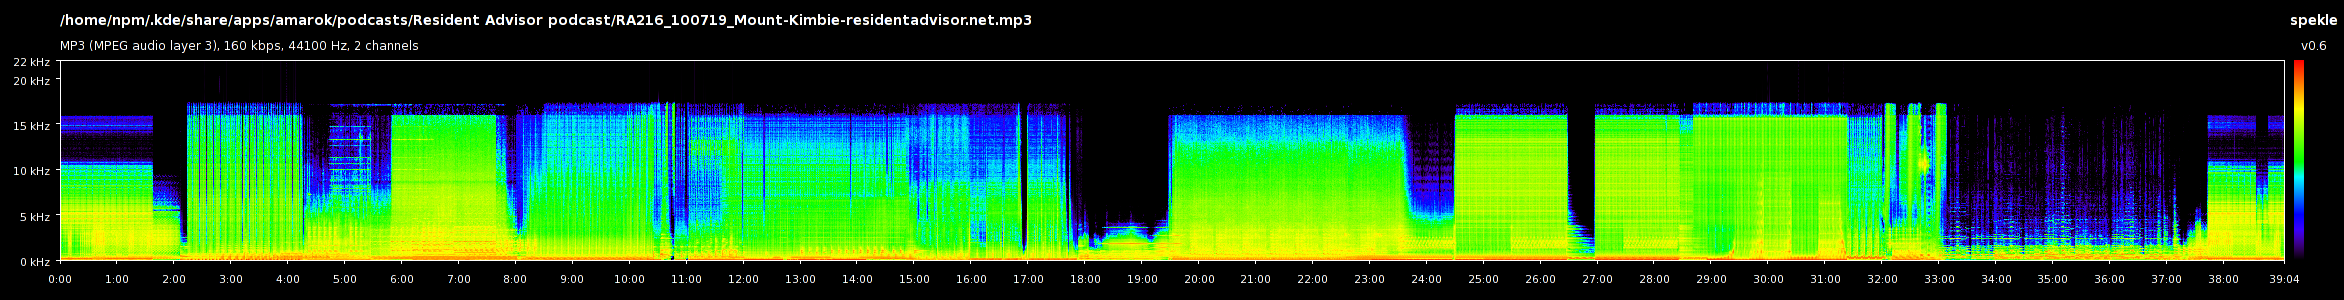 /home/npm/.kde/share/apps/amarok/podcasts/Resident Advisor podcast/RA216_100719_Mount-Kimbie-residentadvisor.net.mp3
spekle
MP3 (MPEG audio layer 3), 160 kbps, 44100 Hz, 2 channels
v0.6
22 kHz
20 kHz
15 kHz
10 kHz
5 kHz
0 kHz
0:00 1:00 2:00 3:00 4:00 5:00 6:00 7:00 8:00 9:00 10:00 11:00 12:00 13:00 14:00 15:00 16:00 17:00 18:00 19:00 20:00 21:00 22:00 23:00 24:00 25:00 26:00 27:00 28:00 29:00 30:00 31:00 32:00 33:00 34:00 35:00 36:00 37:00 38:00 39:04